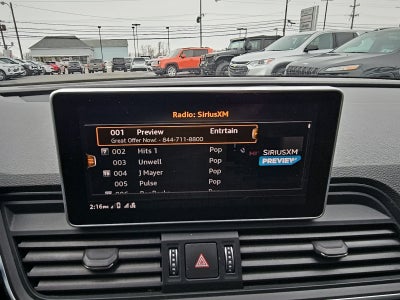 Radio: SiriusXM
001 Preview Entrtain
Great Offer Now! - 844-711-8800
002 Hits 1 Pop
003 Unwell Pop
004 J Mayer Pop
005 Pulse Pop
SiriusXM
PREVIEW
2:16